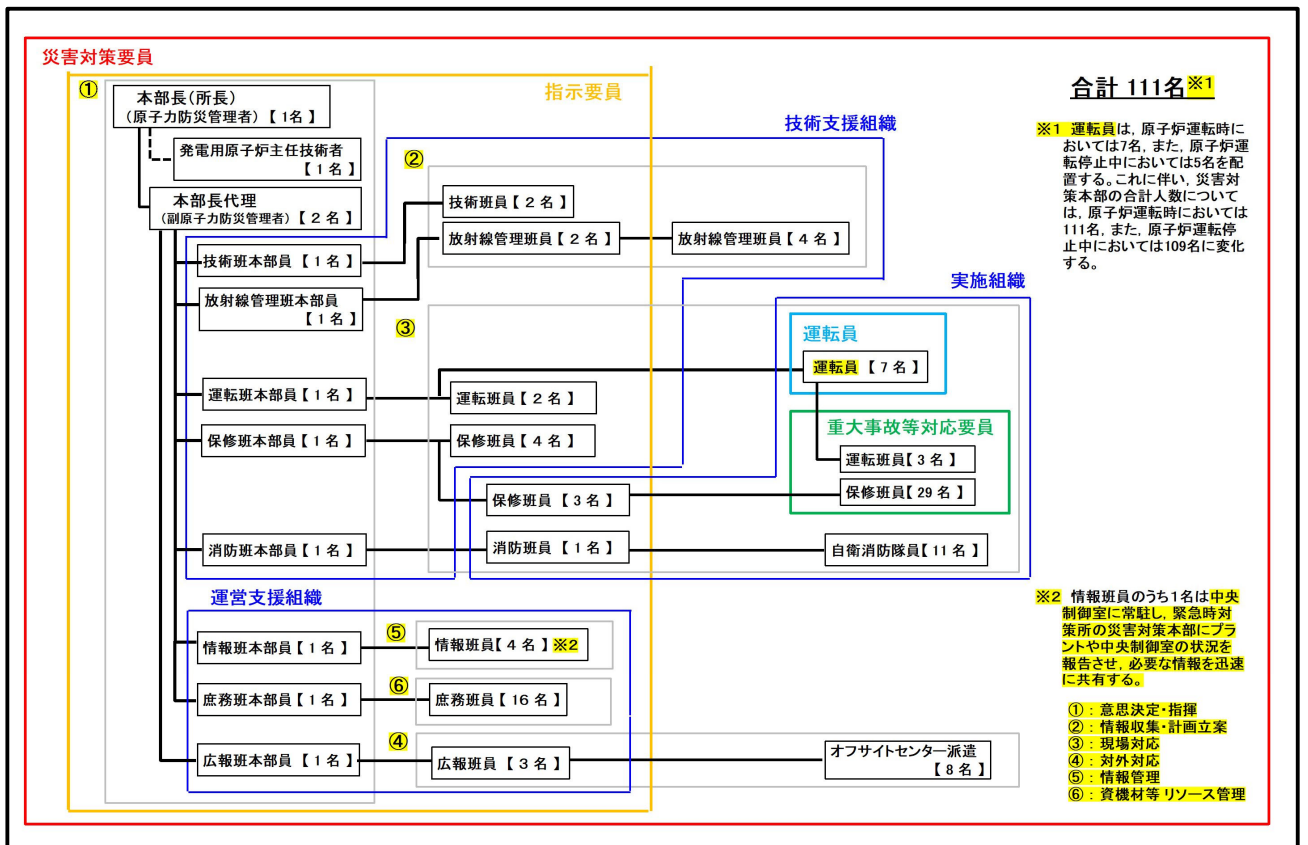 災害対策要員
①
本部長(所長)
(原子力防災管理者)【 1名 】
発電用原子炉主任技術者
【 1 名 】
本部長代理
(副原子力防災管理者)【 2 名 】
技術班本部員【 1 名 】
放射線管理班本部員
【 1 名 】
運転班本部員【 1 名 】
保修班本部員【 1 名 】
消防班本部員【 1 名 】
運営支援組織
情報班本部員【 1 名 】
庶務班本部員【 1 名 】
広報班本部員【 1 名 】
指示要員
技術支援組織
②
技術班員【 2 名 】
放射線管理班員【 2 名 】
放射線管理班員【 4 名 】
実施組織
③
運転員
運転員【 7 名 】
運転班員【 2 名 】
保修班員【 4 名 】
重大事故等対応要員
運転班員【 3 名 】
保修班員【 3 名 】
保修班員【 29 名 】
消防班員【 1 名 】
自衛消防隊員【 11 名 】
⑤
情報班員【 4 名 】※2
⑥
庶務班員【 16 名 】
④
広報班員【 3 名 】
オフサイトセンター派遣
【 8 名 】
合計 111名※1
※1 運転員は，原子炉運転時に
おいては7名，また，原子炉運
転停止中においては5名を配
置する。これに伴い，災害対
策本部の合計人数について
は，原子炉運転時においては
111名，また，原子炉運転停
止中においては109名に変化
する。
※2 情報班員のうち1名は中央
制御室に常駐し，緊急時対
策所の災害対策本部にプラ
ントや中央制御室の状況を
報告させ，必要な情報を迅速
に共有する。
①：意思決定・指揮
②：情報収集・計画立案
③：現場対応
④：対外対応
⑤：情報管理
⑥：資機材等 リソース管理